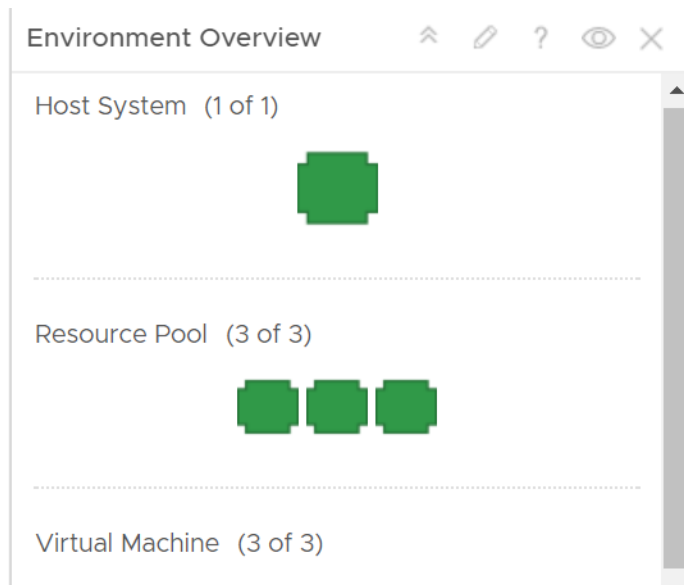 Environment Overview ?
Host System (1 of 1)
Resource Pool (3 of 3)
Virtual Machine (3 of 3)